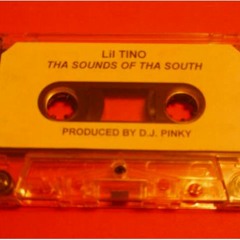 Lil TINO
THA SOUNDS OF THA SOUTH
PRODUCED BY D.J. PINKY